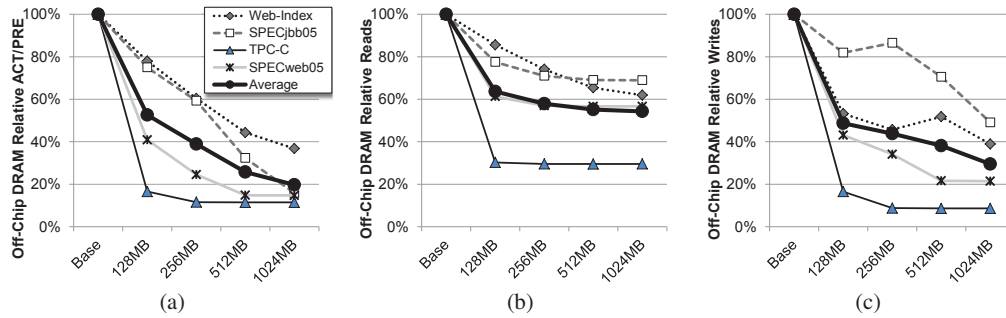 Off-Chip DRAM Relative ACT/PRE
100%
80%
60%
40%
20%
0%
Base
128MB
256MB
512MB
1024MB
Web-Index
SPECjbb05
TPC-C
SPECweb05
Average
(a)
Off-Chip DRAM Relative Reads
100%
80%
60%
40%
20%
0%
Base
128MB
256MB
512MB
1024MB
(b)
Off-Chip DRAM Relative Writes
100%
80%
60%
40%
20%
0%
Base
128MB
256MB
512MB
1024MB
(c)